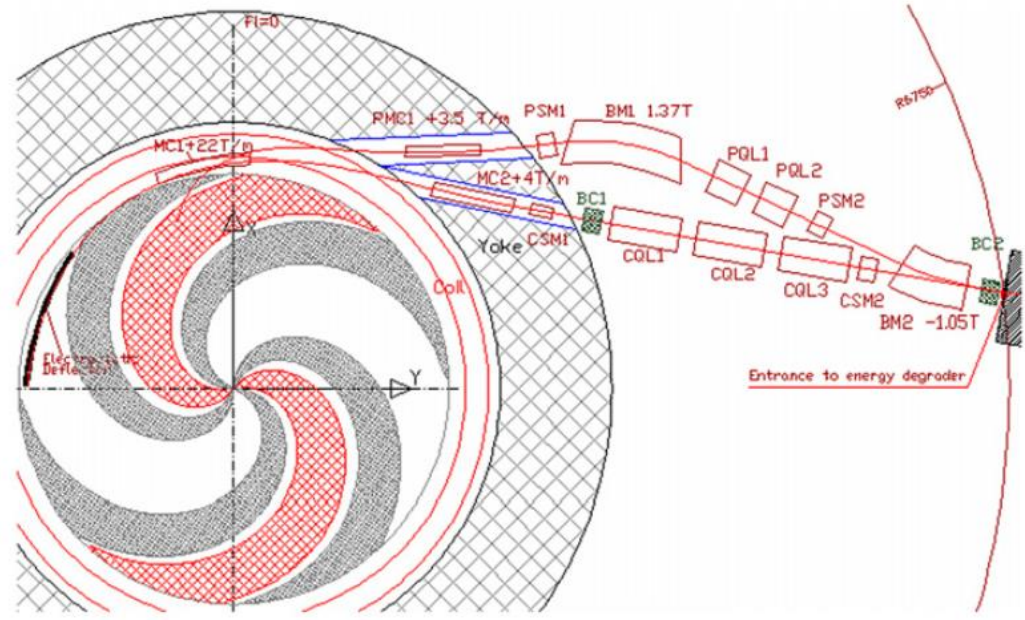 Fi=0
R6750
PSM1
BM1 1.37T
RMC1 +3.5 T/m
MC1+22T/m
PQL1
PQL2
MC2+4T/m
PSM2
BC1
X
CSM1
Yoke
CQL1
CQL2
CQL3
CSM2
BC2
Coil
BM2 -1.05T
Y
Entrance to energy degrader